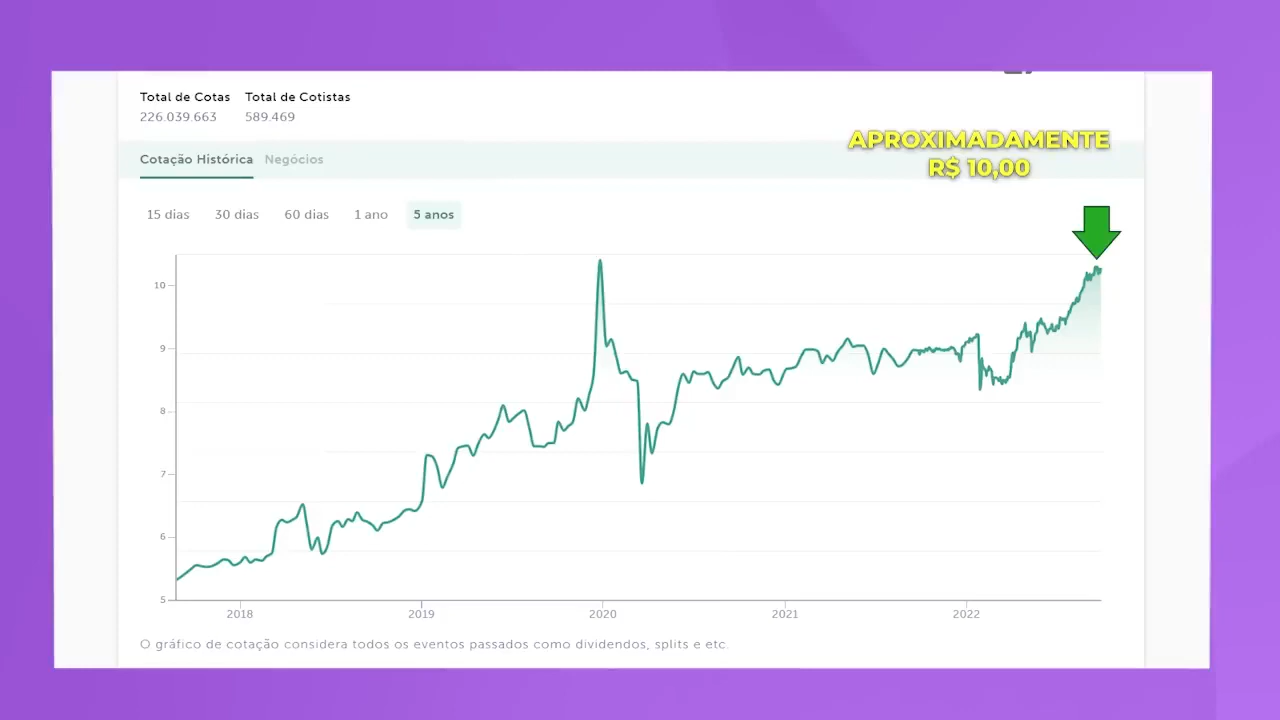 Total de Cotas Total de Cotistas
226.039.663 589.469
APROXIMADAMENTE
R$ 10,00
Cotação Histórica Negócios
15 dias 30 dias 60 dias 1 ano 5 anos
10
9
8
7
6
5
2018 2019 2020 2021 2022
O gráfico de cotação considera todos os eventos passados como dividendos, splits e etc.